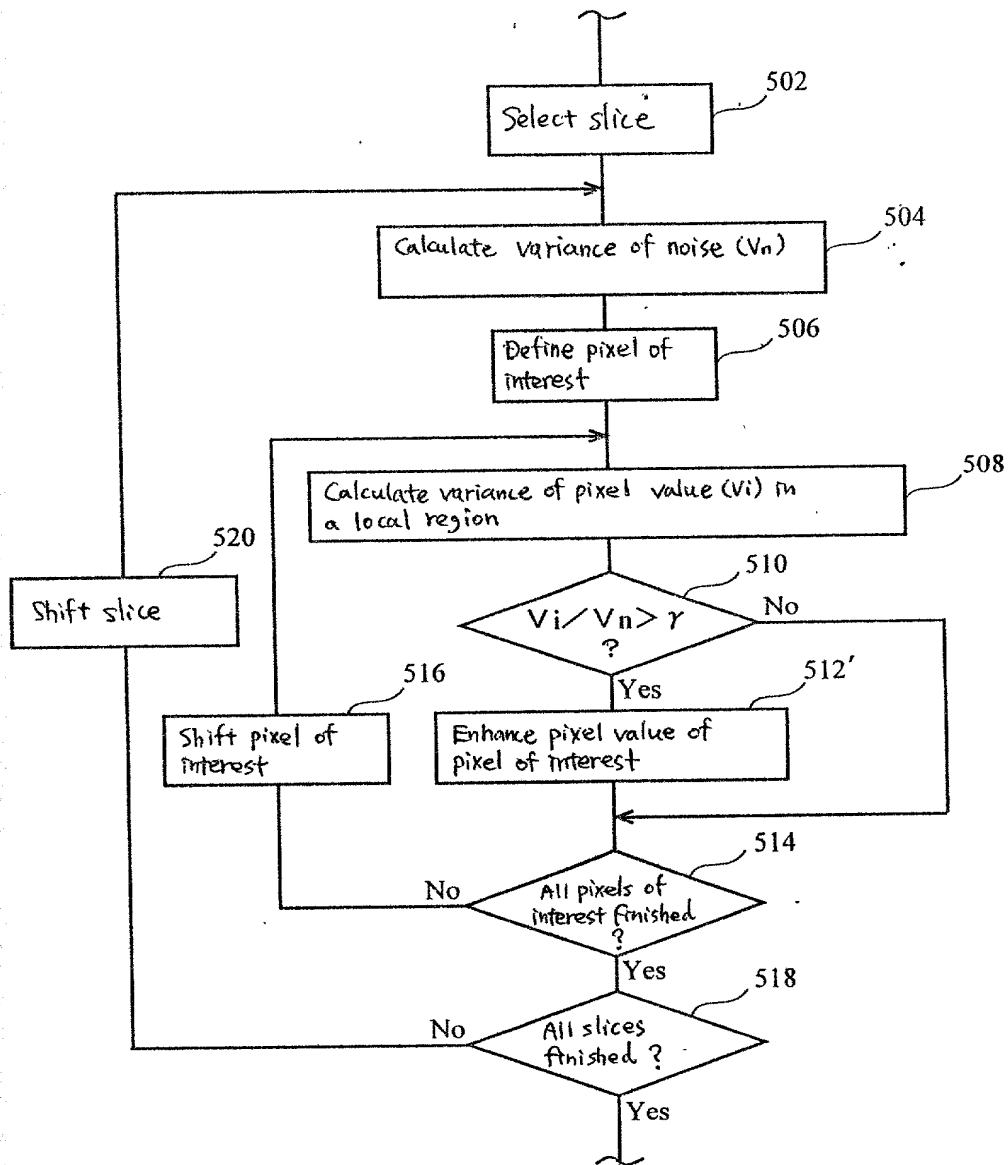 502
Select slice
504
Calculate variance of noise (Vn)
506
Define pixel of
interest
508
Calculate variance of pixel value (Vi) in
a local region
520
Shift slice
510
Vi/Vn>γ
?
No
Yes
516
Shift pixel of
interest
512′
Enhance pixel value of
pixel of interest
514
No
All pixels of
interest finished
?
Yes
518
No
All slices
finished ?
Yes